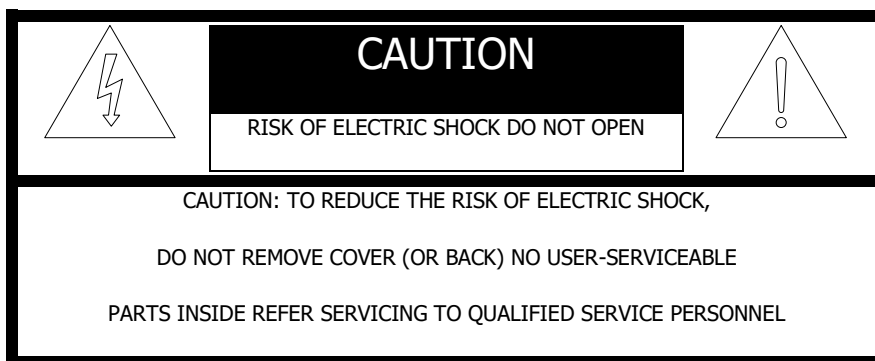 CAUTION
RISK OF ELECTRIC SHOCK DO NOT OPEN
CAUTION: TO REDUCE THE RISK OF ELECTRIC SHOCK,
DO NOT REMOVE COVER (OR BACK) NO USER-SERVICEABLE
PARTS INSIDE REFER SERVICING TO QUALIFIED SERVICE PERSONNEL